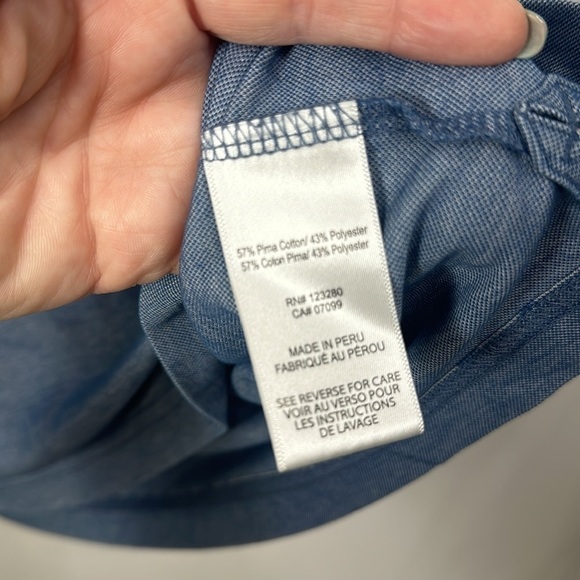 57% Pima Cotton/ 43% Polyester
57% Coton Pima/ 43% Polyester
RN# 123280
CA# 07099
MADE IN PERU
FABRIQUÉ AU PÉROU
SEE REVERSE FOR CARE
VOIR AU VERSO POUR
LES INSTRUCTIONS
DE LAVAGE